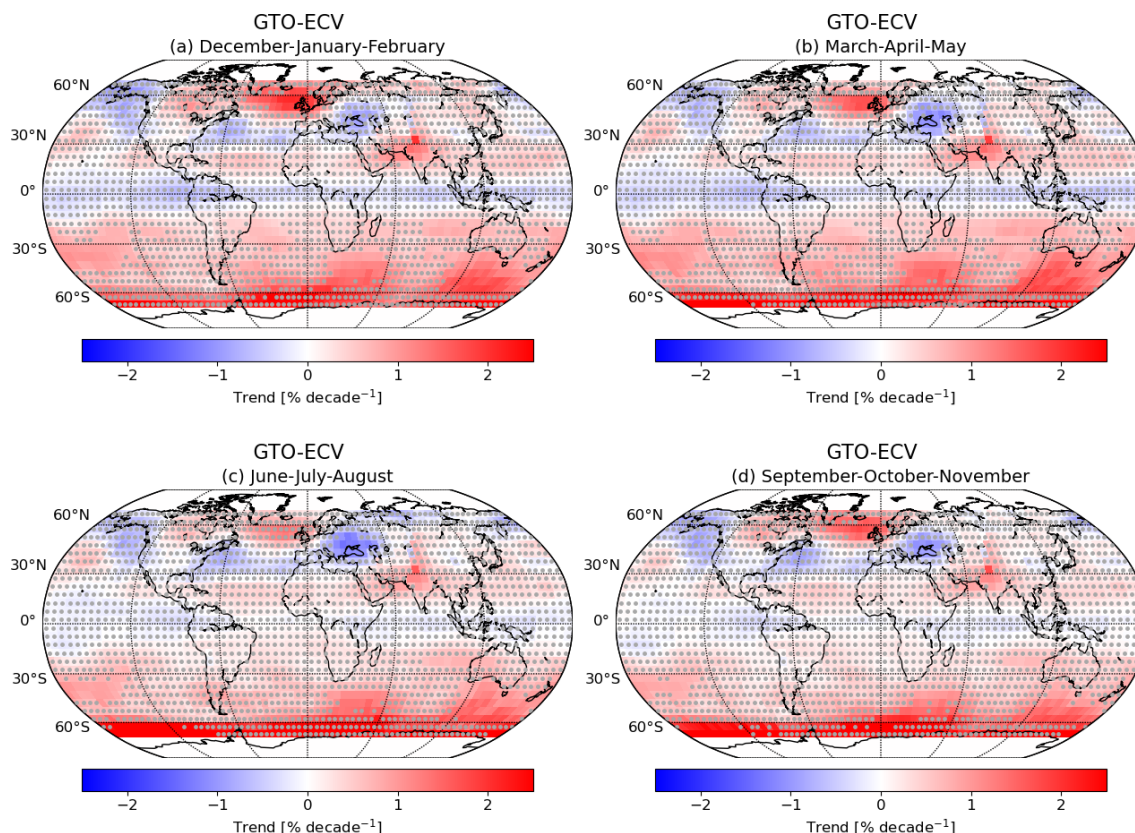 GTO-ECV
(a) December-January-February
60°N
30°N
0°
30°S
60°S
−2 −1 0 1 2
Trend [% decade⁻¹]
GTO-ECV
(b) March-April-May
60°N
30°N
0°
30°S
60°S
−2 −1 0 1 2
Trend [% decade⁻¹]
GTO-ECV
(c) June-July-August
60°N
30°N
0°
30°S
60°S
−2 −1 0 1 2
Trend [% decade⁻¹]
GTO-ECV
(d) September-October-November
60°N
30°N
0°
30°S
60°S
−2 −1 0 1 2
Trend [% decade⁻¹]